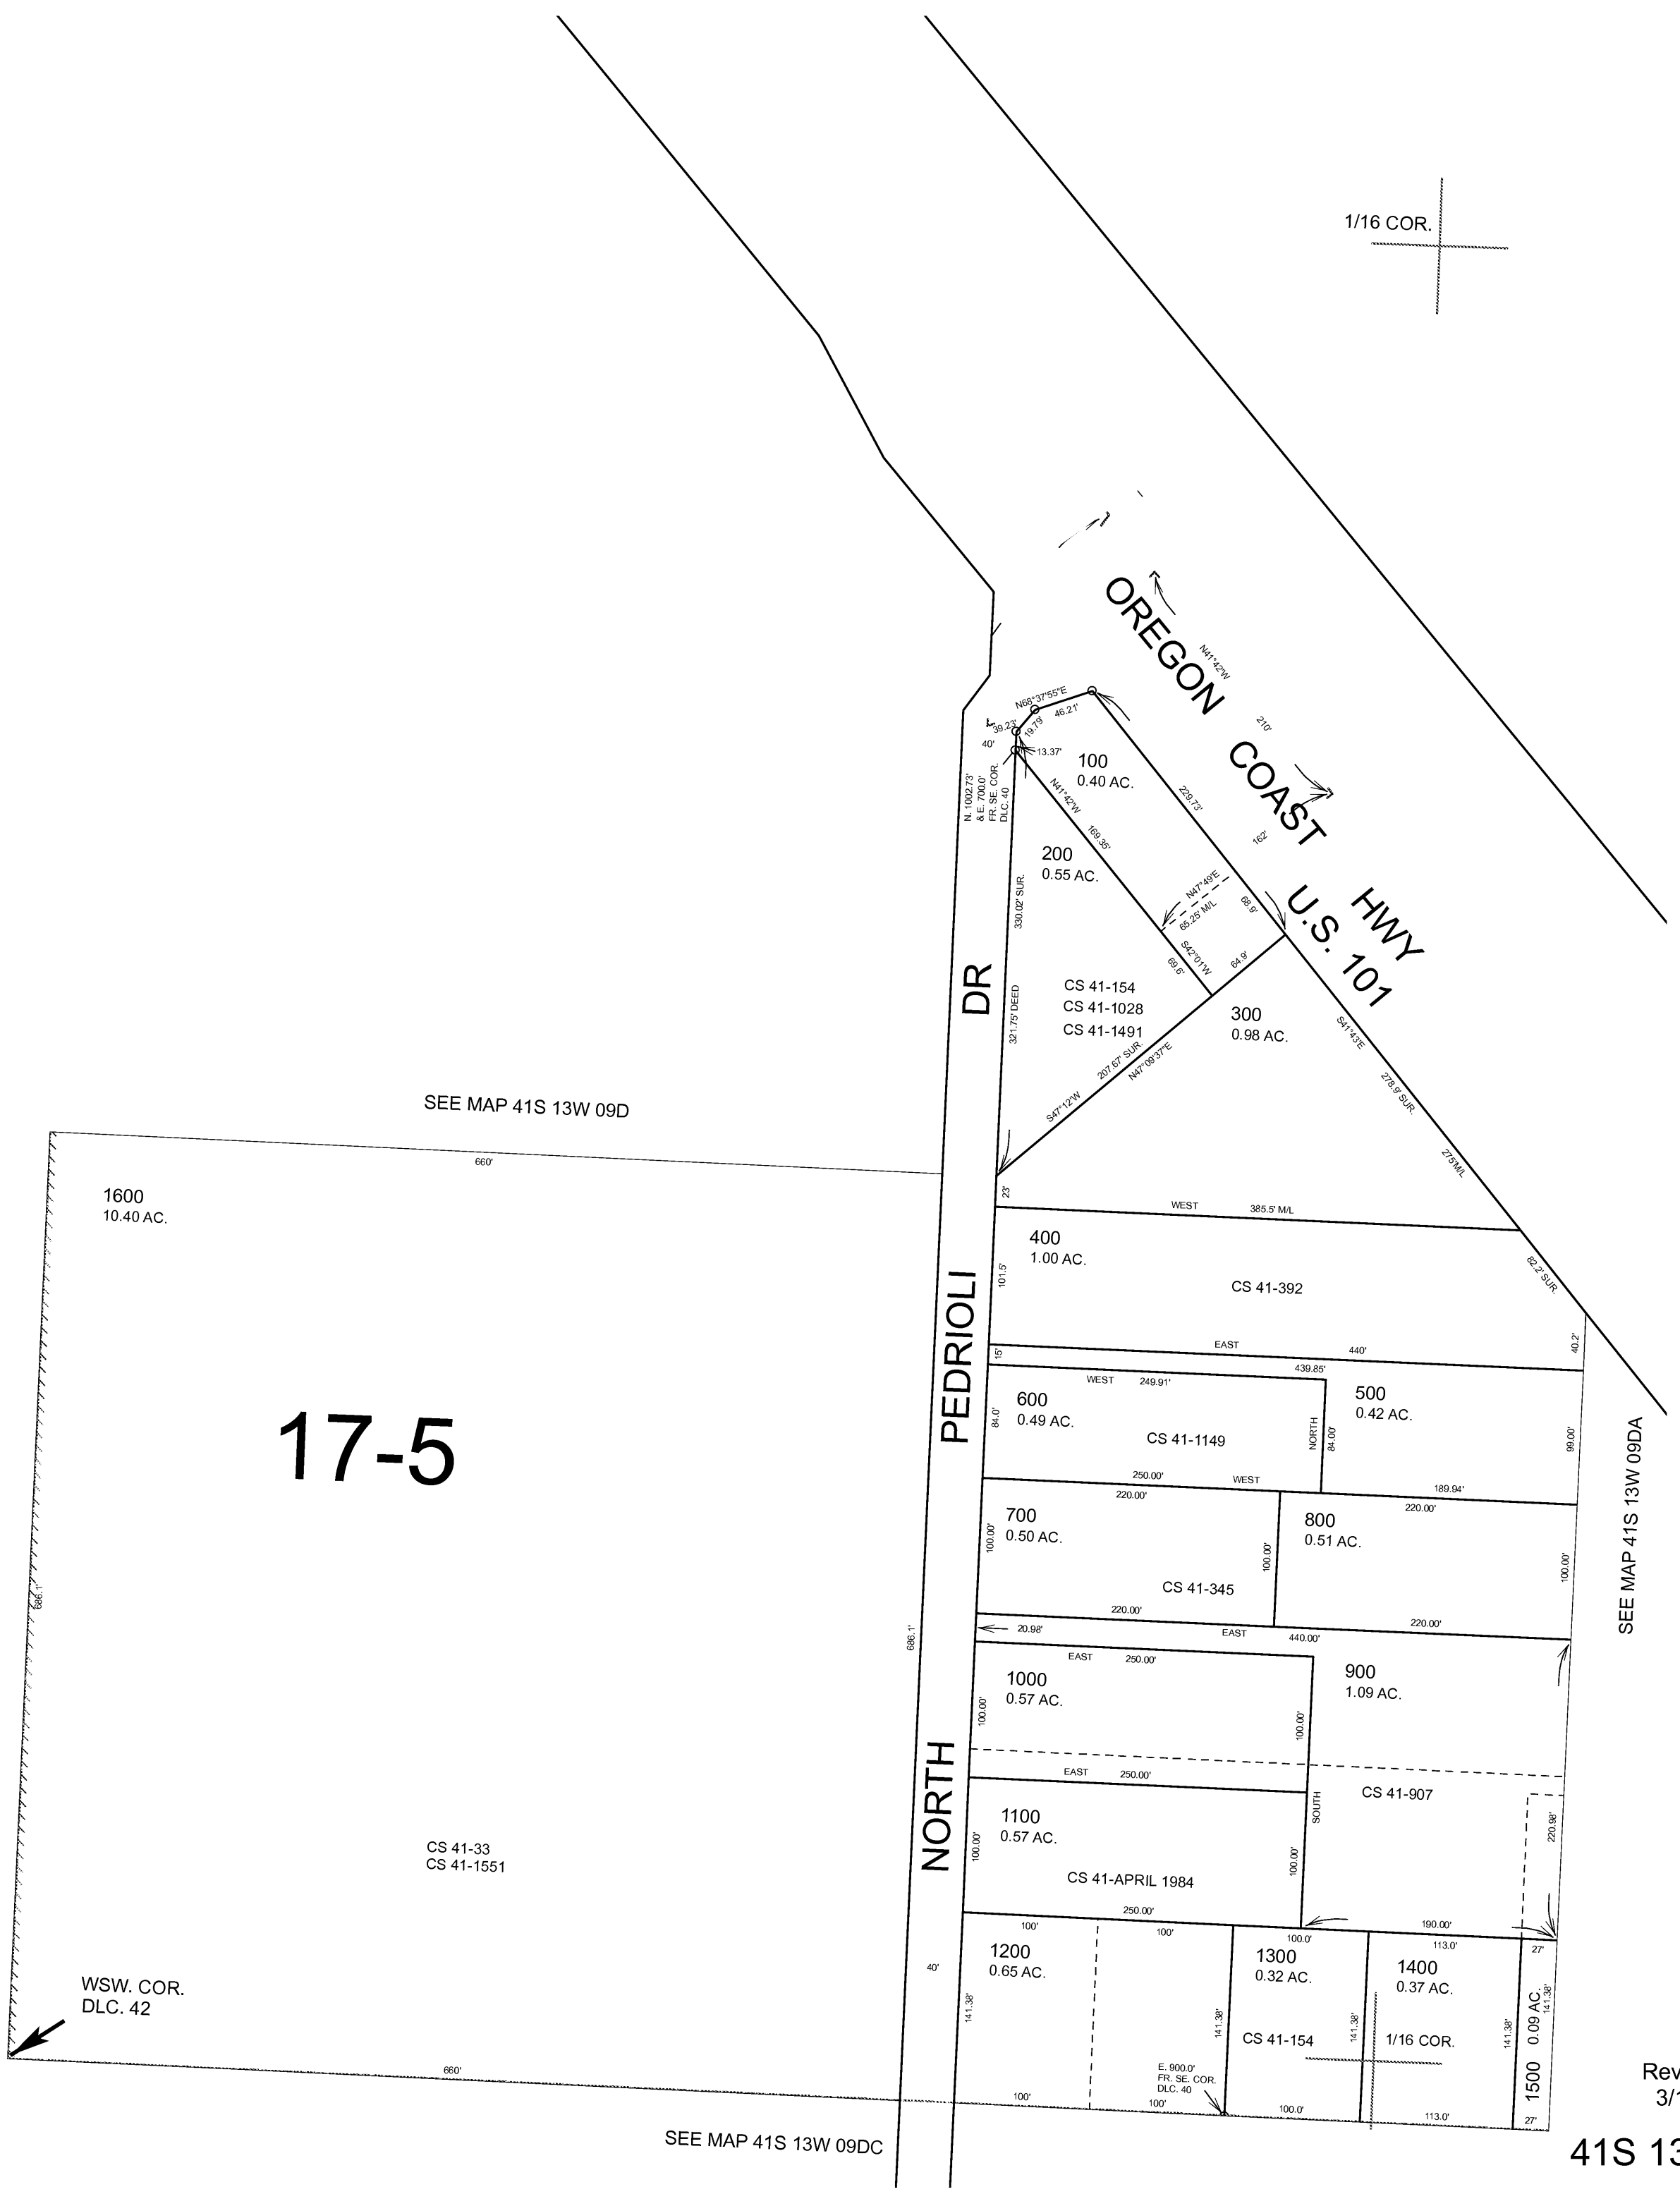 1/16 COR.
OREGON COAST HWY
U.S. 101
N41°42'W
210'
162'
N68°37'55"E
46.21'
39.23'
19.79'
40'
13.37'
N. 1002.73'
& E. 700.0'
FR. SE. COR.
DLC. 40
100
0.40 AC.
N41°42'W
169.35'
229.73'
200
0.55 AC.
N47°49'E
65.25' M/L
68.9'
S42°01'W
69.6'
64.9'
330.02' SUR.
321.75' DEED
CS 41-154
CS 41-1028
CS 41-1491
207.67' SUR.
N47°09'37"E
S47°12'W
300
0.98 AC.
S41°43'E
278.9' SUR.
275'M/L
SEE MAP 41S 13W 09D
660'
1600
10.40 AC.
23'
WEST 385.5' M/L
400
1.00 AC.
101.5'
CS 41-392
82.2' SUR.
40.2'
EAST 440'
15'
439.85'
WEST 249.91'
600
0.49 AC.
84.0'
CS 41-1149
NORTH
84.00'
500
0.42 AC.
99.00'
SEE MAP 41S 13W 09DA
250.00' WEST
189.94'
220.00'
220.00'
700
0.50 AC.
100.00'
100.00'
800
0.51 AC.
100.00'
CS 41-345
220.00'
220.00'
20.98'
EAST 440.00'
EAST 250.00'
1000
0.57 AC.
100.00'
100.00'
900
1.09 AC.
EAST 250.00'
CS 41-907
SOUTH
220.98'
1100
0.57 AC.
100.00'
100.00'
CS 41-APRIL 1984
250.00'
190.00'
100'
100'
100.0'
113.0'
27'
1200
0.65 AC.
40'
141.38'
141.38'
1300
0.32 AC.
141.38'
CS 41-154
1400
0.37 AC.
1/16 COR.
141.38'
1500 0.09 AC.
141.38'
E. 900.0'
FR. SE. COR.
DLC. 40
100'
100'
100.0'
113.0'
27'
17-5
686.1'
686.1'
NORTH PEDRIOLI DR
CS 41-33
CS 41-1551
WSW. COR.
DLC. 42
660'
SEE MAP 41S 13W 09DC
Rev
3/1
41S 13